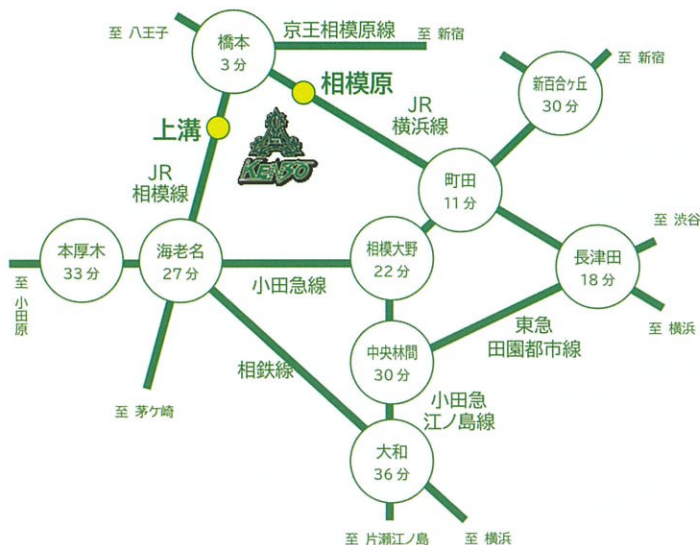 至 八王子
橋本
3分
京王相模原線
至 新宿
相模原
JR
横浜線
新百合ヶ丘
30分
至 新宿
上溝
KENSO
JR
相模線
町田
11分
至 渋谷
本厚木
33分
海老名
27分
小田急線
相模大野
22分
長津田
18分
至 小田原
至 横浜
東急
田園都市線
中央林間
30分
相鉄線
小田急
江ノ島線
至 茅ケ崎
大和
36分
至 片瀬江ノ島
至 横浜